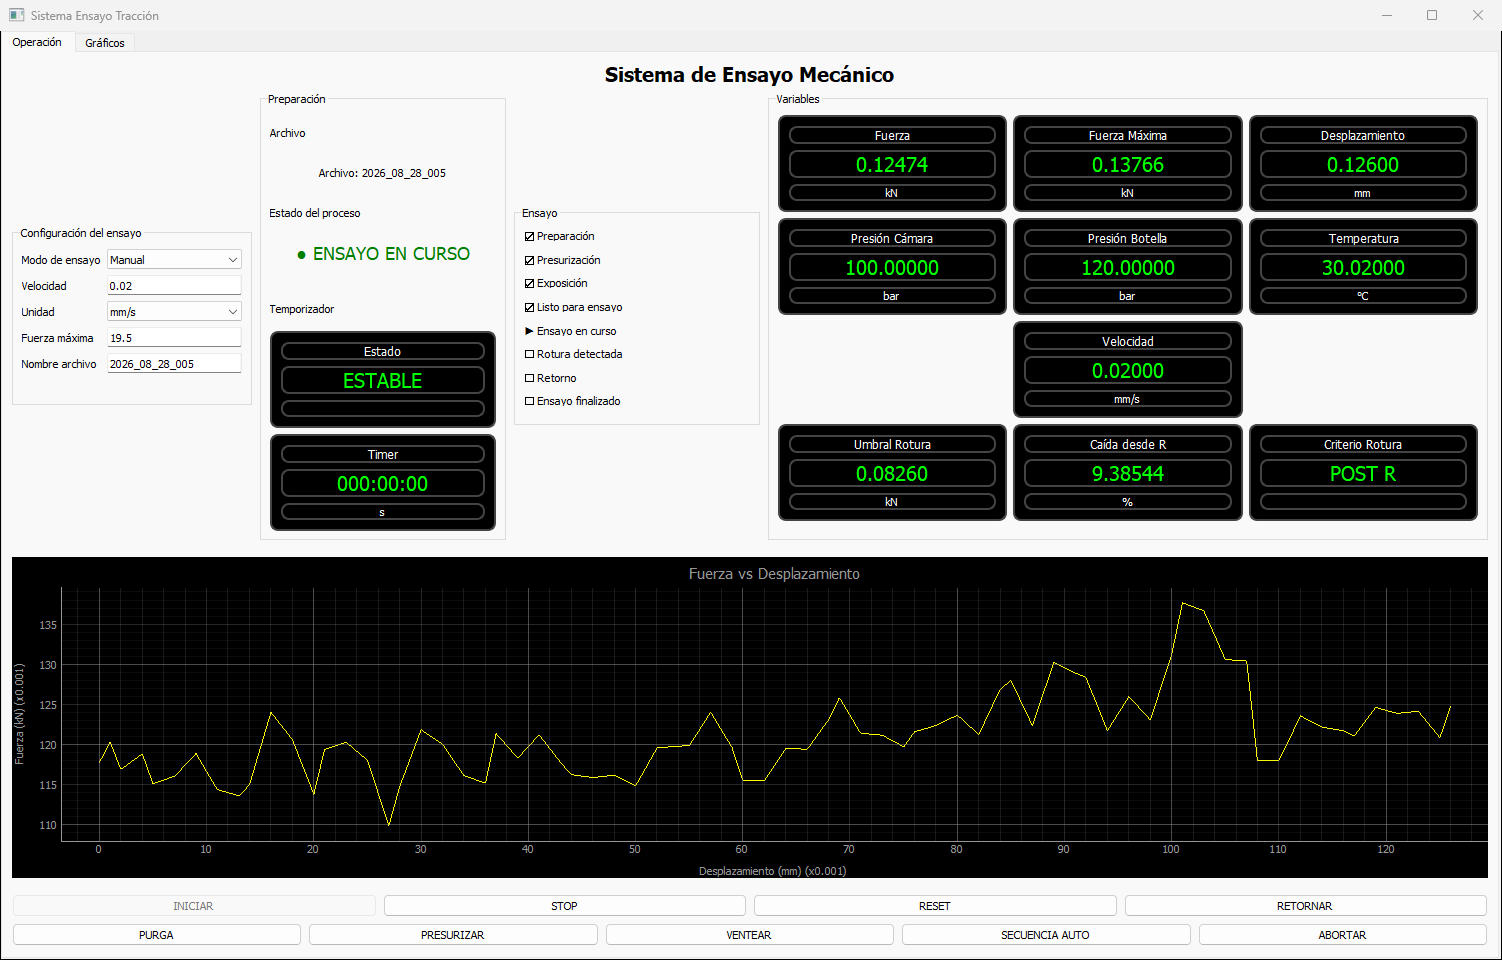 Sistema Ensayo Tracción
Operación
Gráficos
Sistema de Ensayo Mecánico
Configuración del ensayo
Modo de ensayo Manual
Velocidad 0.02
Unidad mm/s
Fuerza máxima 19.5
Nombre archivo 2026_08_28_005
Preparación
Archivo
Archivo: 2026_08_28_005
Estado del proceso
● ENSAYO EN CURSO
Temporizador
Estado
ESTABLE
Timer
000:00:00
s
Ensayo
Preparación
Presurización
Exposición
Listo para ensayo
Ensayo en curso
Rotura detectada
Retorno
Ensayo finalizado
Variables
Fuerza
0.12474
kN
Fuerza Máxima
0.13766
kN
Desplazamiento
0.12600
mm
Presión Cámara
100.00000
bar
Presión Botella
120.00000
bar
Temperatura
30.02000
°C
Velocidad
0.02000
mm/s
Umbral Rotura
0.08260
kN
Caída desde R
9.38544
%
Criterio Rotura
POST R
Fuerza vs Desplazamiento
Fuerza (kN) (x0.001)
135
130
125
120
115
110
0 10 20 30 40 50 60 70 80 90 100 110 120
Desplazamiento (mm) (x0.001)
INICIAR STOP RESET RETORNAR
PURGA PRESURIZAR VENTEAR SECUENCIA AUTO ABORTAR